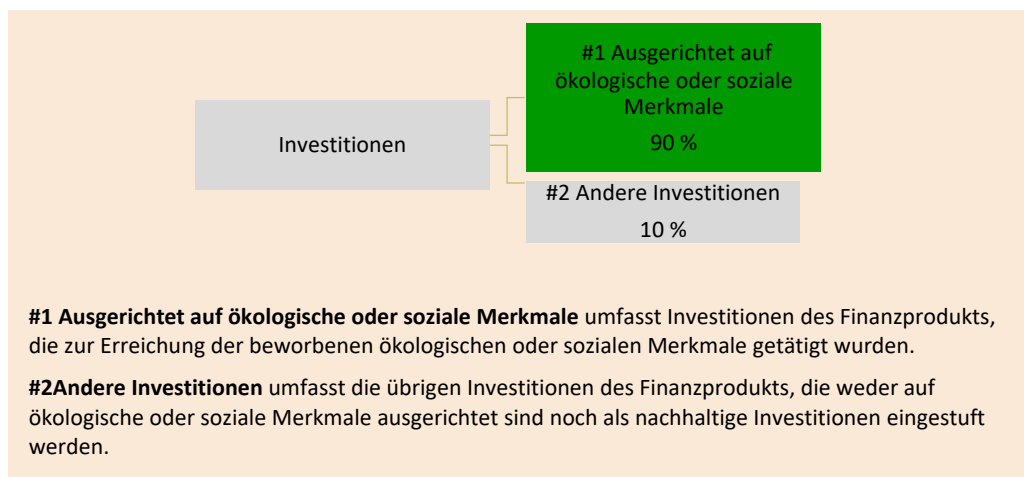 #1 Ausgerichtet auf
ökologische oder soziale
Merkmale
90 %
Investitionen
#2 Andere Investitionen
10 %
#1 Ausgerichtet auf ökologische oder soziale Merkmale umfasst Investitionen des Finanzprodukts,
die zur Erreichung der beworbenen ökologischen oder sozialen Merkmale getätigt wurden.
#2Andere Investitionen umfasst die übrigen Investitionen des Finanzprodukts, die weder auf
ökologische oder soziale Merkmale ausgerichtet sind noch als nachhaltige Investitionen eingestuft
werden.